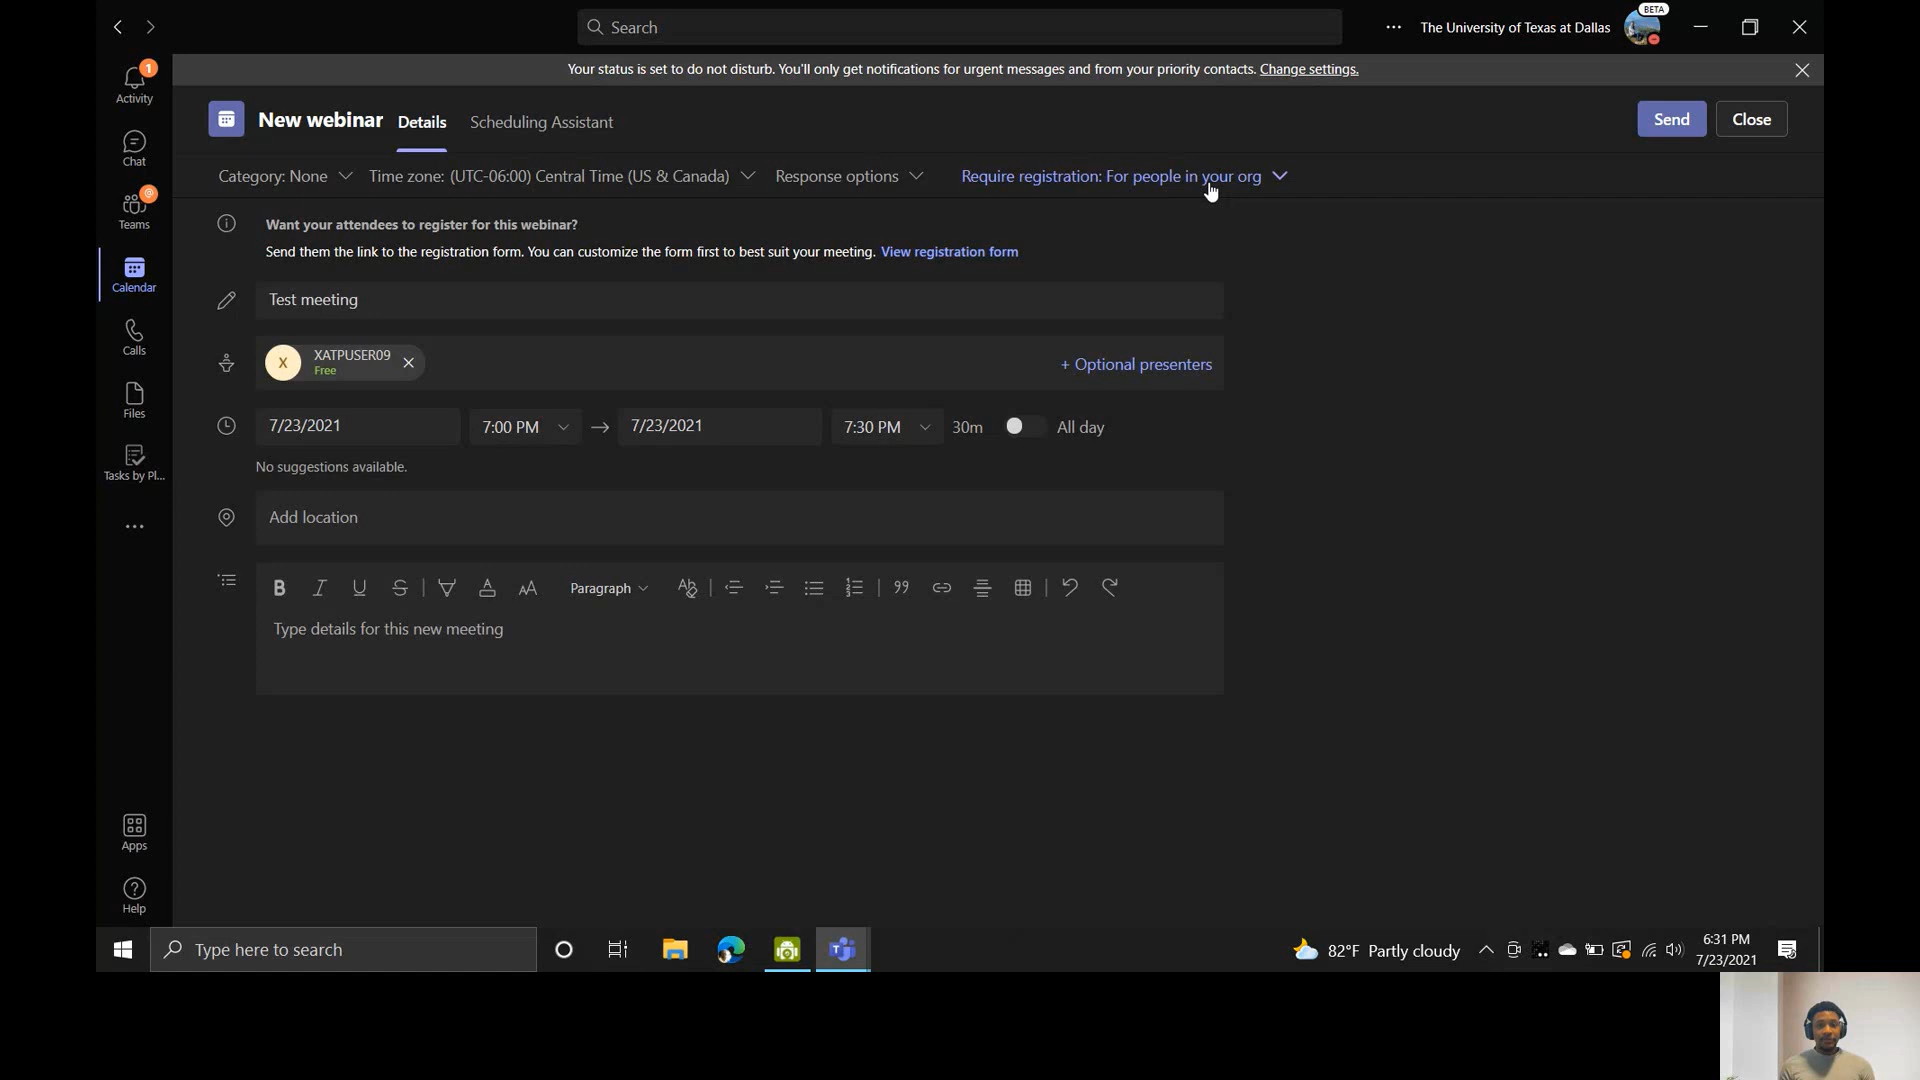 Search
The University of Texas at Dallas
BETA
1
Activity
Your status is set to do not disturb. You'll only get notifications for urgent messages and from your priority contacts. Change settings.
New webinar
Details
Scheduling Assistant
Send
Close
Chat
Category: None
Time zone: (UTC-06:00) Central Time (US & Canada)
Response options
Require registration: For people in your org
@
Teams
Want your attendees to register for this webinar?
Send them the link to the registration form. You can customize the form first to best suit your meeting. View registration form
Calendar
Test meeting
Calls
X
XATPUSER09
Free
+ Optional presenters
Files
7/23/2021
7:00 PM
7/23/2021
7:30 PM
30m
All day
No suggestions available.
Tasks by Pl...
Add location
B I U S AA Paragraph Ab
Type details for this new meeting
Apps
Help
Type here to search
82°F Partly cloudy
6:31 PM
7/23/2021